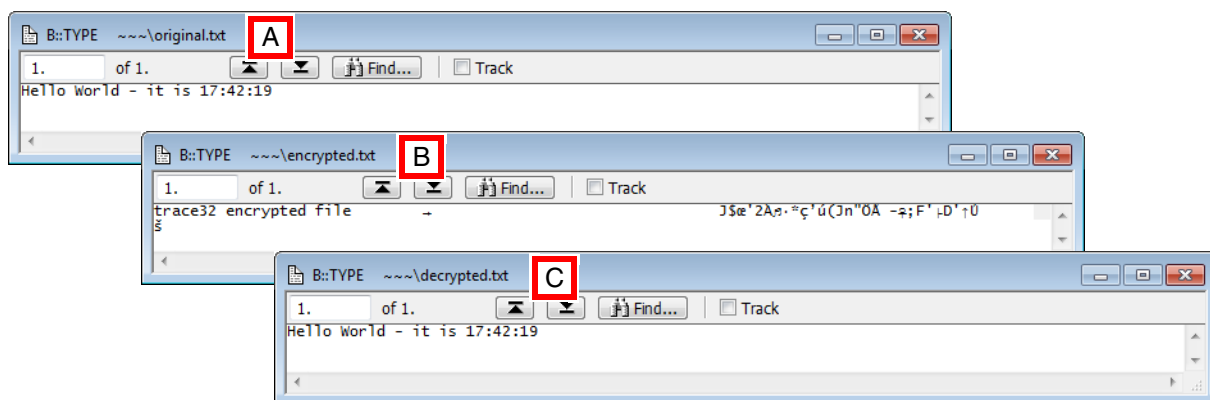 B::TYPE ~~~\original.txt A
1. of 1. Find... Track
Hello World - it is 17:42:19
B::TYPE ~~~\encrypted.txt B
1. of 1. Find... Track
trace32 encrypted file →
š
B::TYPE ~~~\decrypted.txt C
1. of 1. Find... Track
Hello World - it is 17:42:19